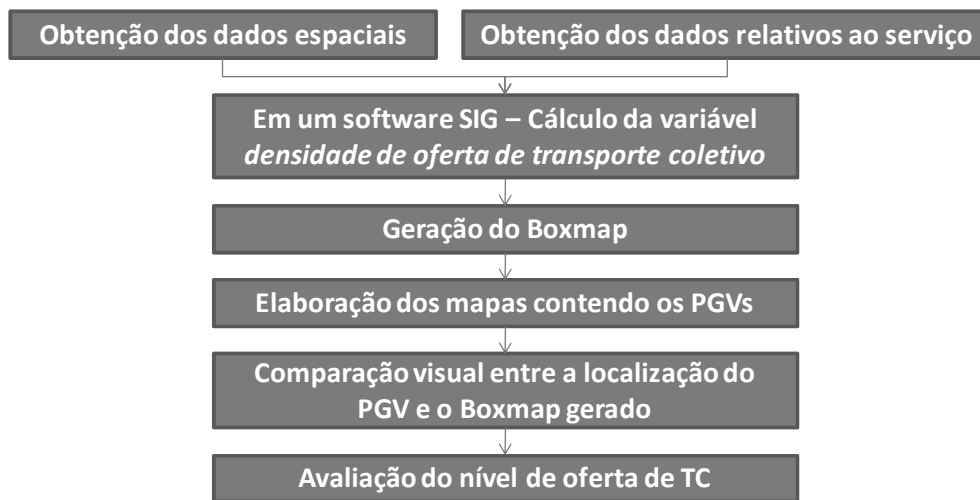 Obtenção dos dados espaciais
Obtenção dos dados relativos ao serviço
Em um software SIG – Cálculo da variável
densidade de oferta de transporte coletivo
Geração do Boxmap
Elaboração dos mapas contendo os PGVs
Comparação visual entre a localização do
PGV e o Boxmap gerado
Avaliação do nível de oferta de TC